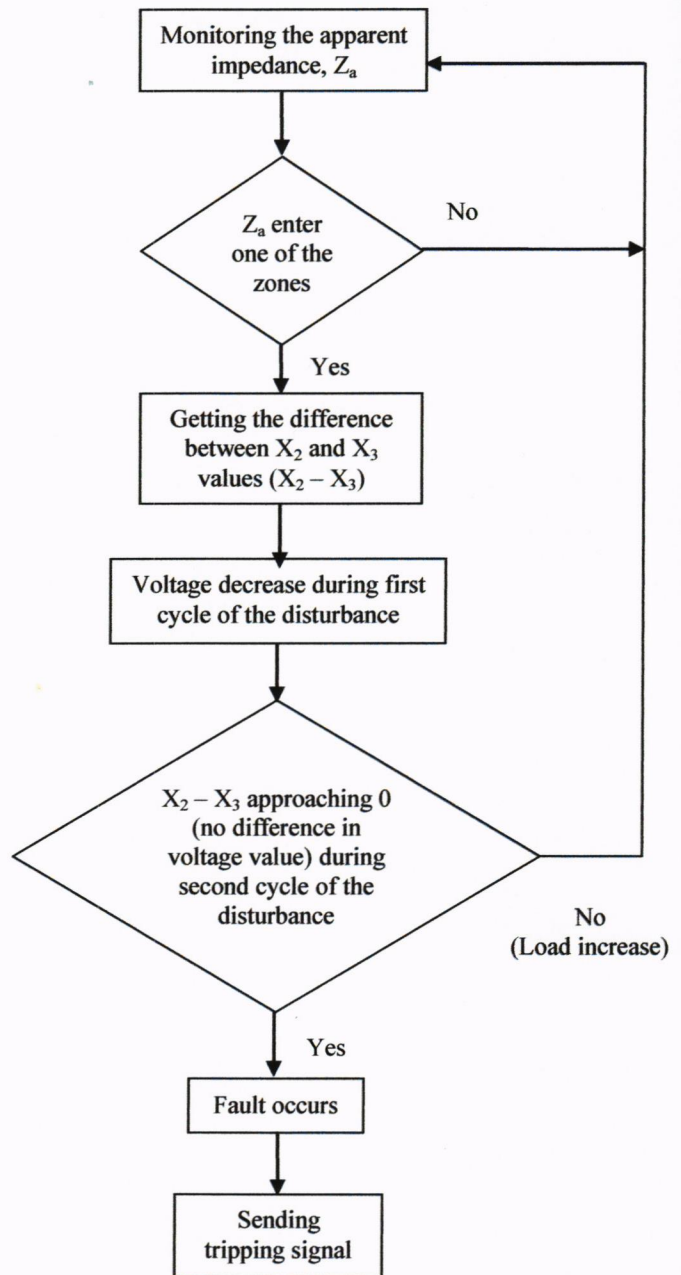 Monitoring the apparent
impedance, Zₐ
Zₐ enter
one of the
zones
No
Yes
Getting the difference
between X₂ and X₃
values (X₂ – X₃)
Voltage decrease during first
cycle of the disturbance
X₂ – X₃ approaching 0
(no difference in
voltage value) during
second cycle of the
disturbance
No
(Load increase)
Yes
Fault occurs
Sending
tripping signal